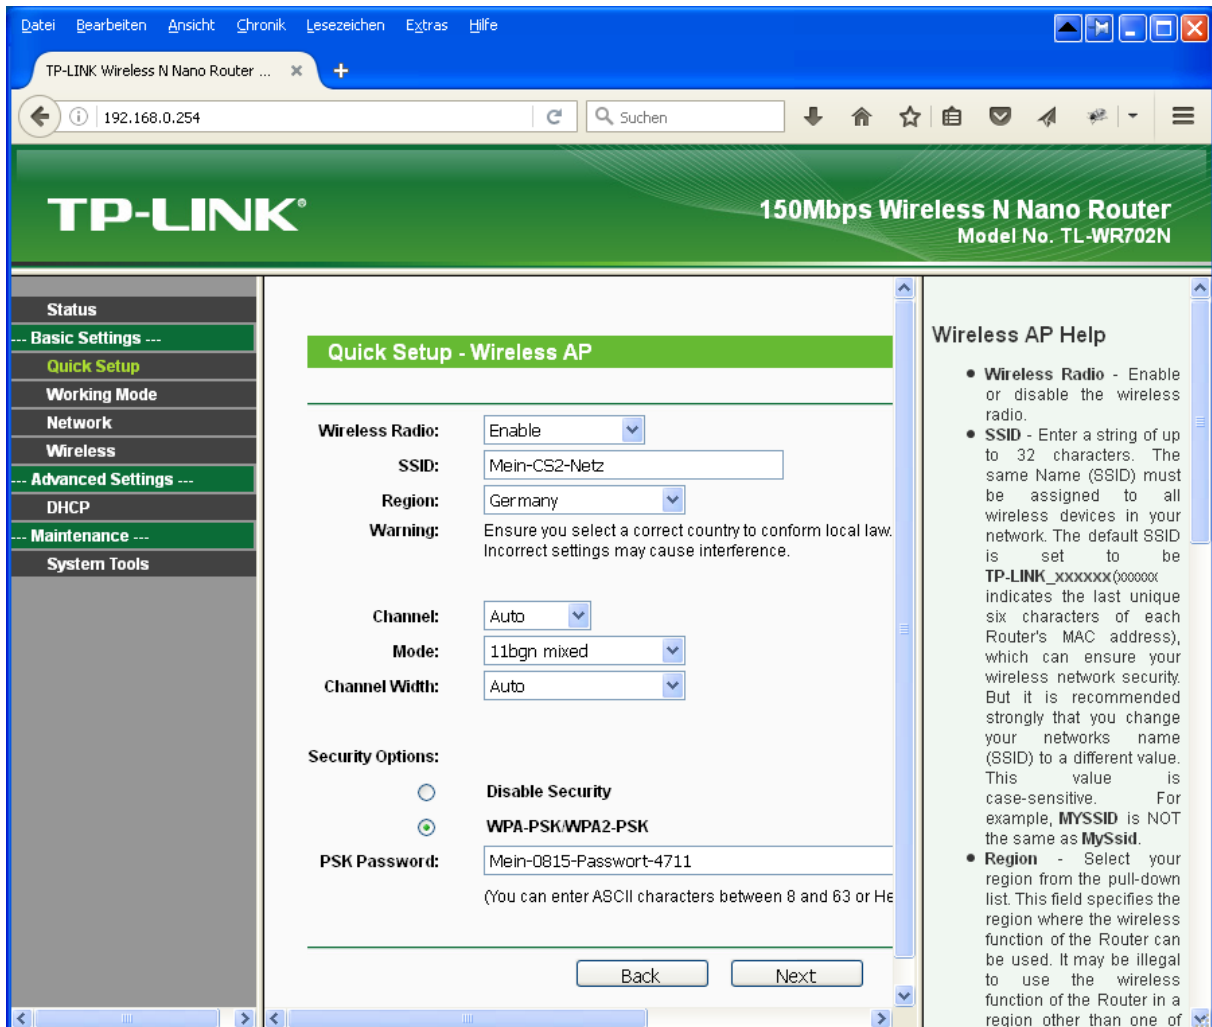 Datei Bearbeiten Ansicht Chronik Lesezeichen Extras Hilfe
TP-LINK Wireless N Nano Router ...
192.168.0.254
Suchen
TP-LINK®
150Mbps Wireless N Nano Router
Model No. TL-WR702N
Status
--- Basic Settings ---
Quick Setup
Working Mode
Network
Wireless
--- Advanced Settings ---
DHCP
--- Maintenance ---
System Tools
Quick Setup - Wireless AP
Wireless Radio: Enable
SSID: Mein-CS2-Netz
Region: Germany
Warning: Ensure you select a correct country to conform local law.
Incorrect settings may cause interference.
Channel: Auto
Mode: 11bgn mixed
Channel Width: Auto
Security Options:
Disable Security
WPA-PSK/WPA2-PSK
PSK Password: Mein-0815-Passwort-4711
(You can enter ASCII characters between 8 and 63 or He
Back Next
Wireless AP Help
• Wireless Radio - Enable
or disable the wireless
radio.
• SSID - Enter a string of up
to 32 characters. The
same Name (SSID) must
be assigned to all
wireless devices in your
network. The default SSID
is set to be
TP-LINK_xxxxxx(xxxxxx
indicates the last unique
six characters of each
Router's MAC address),
which can ensure your
wireless network security.
But it is recommended
strongly that you change
your networks name
(SSID) to a different value.
This value is
case-sensitive. For
example, MYSSID is NOT
the same as MySsid.
• Region - Select your
region from the pull-down
list. This field specifies the
region where the wireless
function of the Router can
be used. It may be illegal
to use the wireless
function of the Router in a
region other than one of